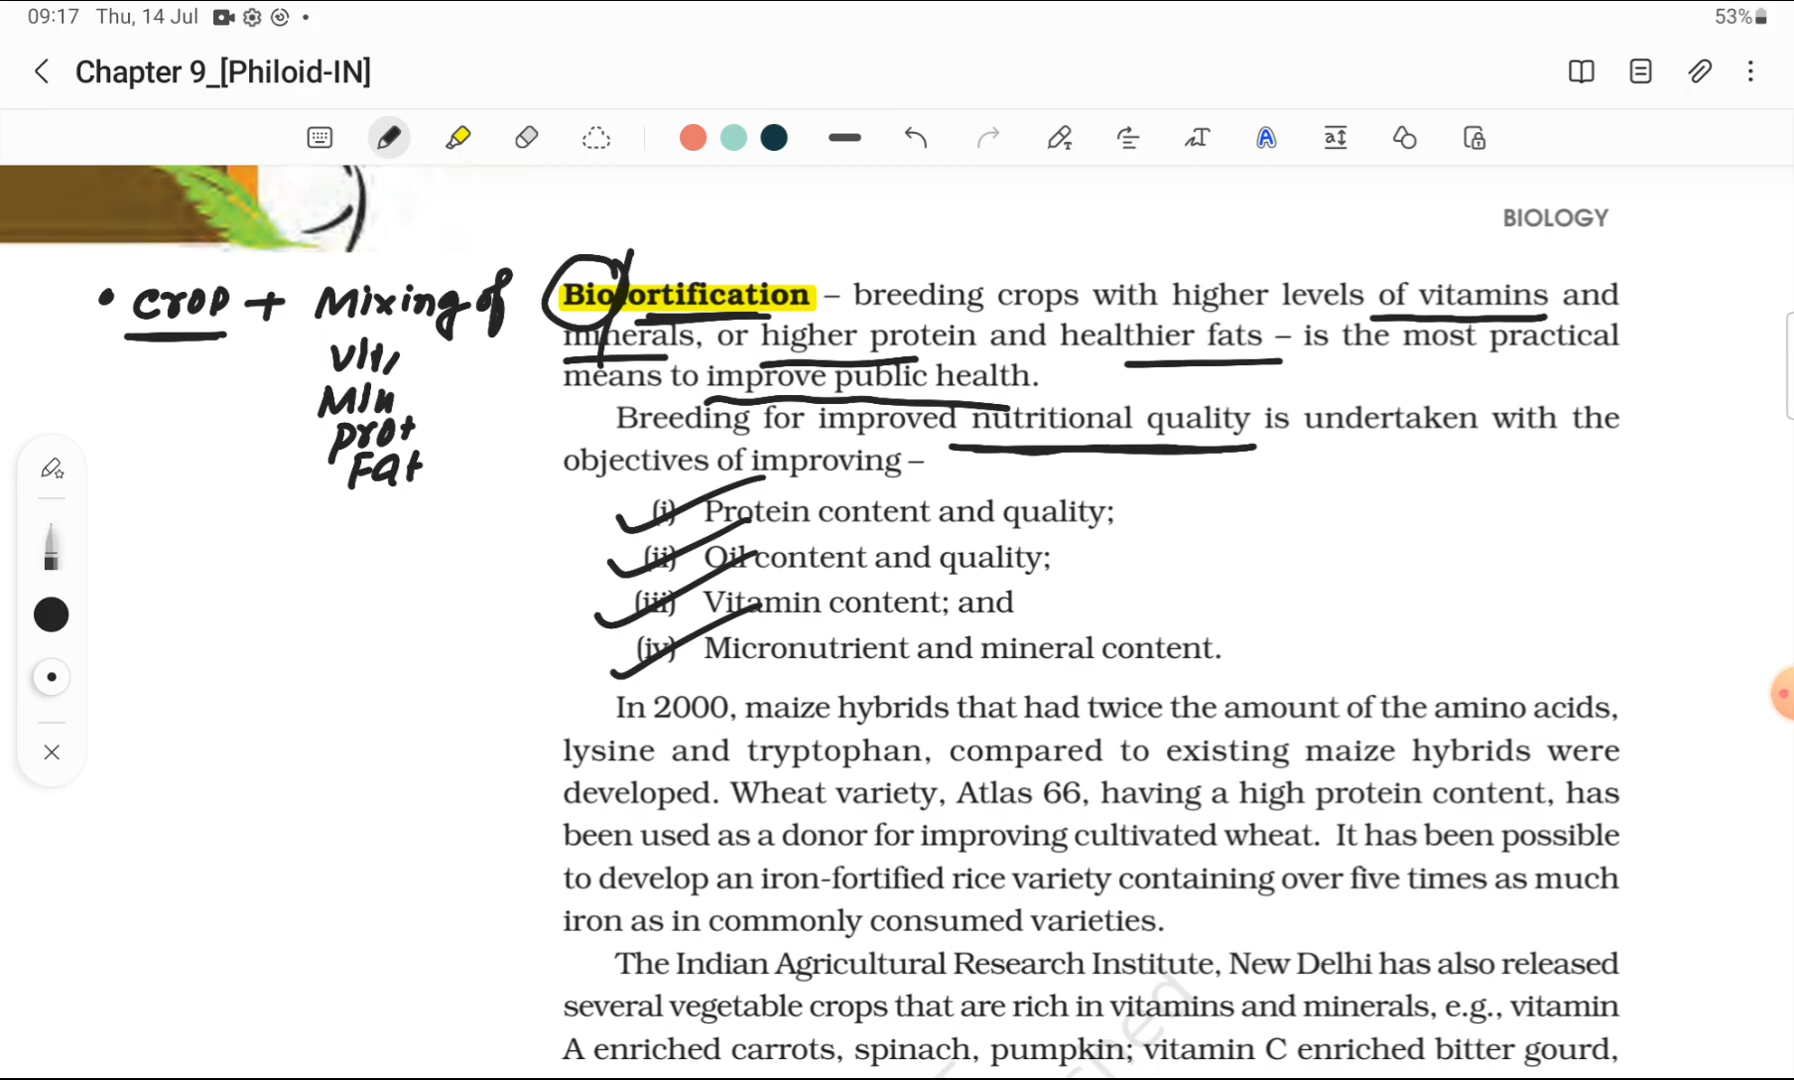 09:17 Thu, 14 Jul
53%
Chapter 9_[Philoid-IN]
BIOLOGY
• crop + Mixing of
Vit,
Min
prot
Fat
Biofortification – breeding crops with higher levels of vitamins and
minerals, or higher protein and healthier fats – is the most practical
means to improve public health.
Breeding for improved nutritional quality is undertaken with the
objectives of improving –
(i) Protein content and quality;
(ii) Oil content and quality;
(iii) Vitamin content; and
(iv) Micronutrient and mineral content.
In 2000, maize hybrids that had twice the amount of the amino acids,
lysine and tryptophan, compared to existing maize hybrids were
developed. Wheat variety, Atlas 66, having a high protein content, has
been used as a donor for improving cultivated wheat. It has been possible
to develop an iron-fortified rice variety containing over five times as much
iron as in commonly consumed varieties.
The Indian Agricultural Research Institute, New Delhi has also released
several vegetable crops that are rich in vitamins and minerals, e.g., vitamin
A enriched carrots, spinach, pumpkin; vitamin C enriched bitter gourd,